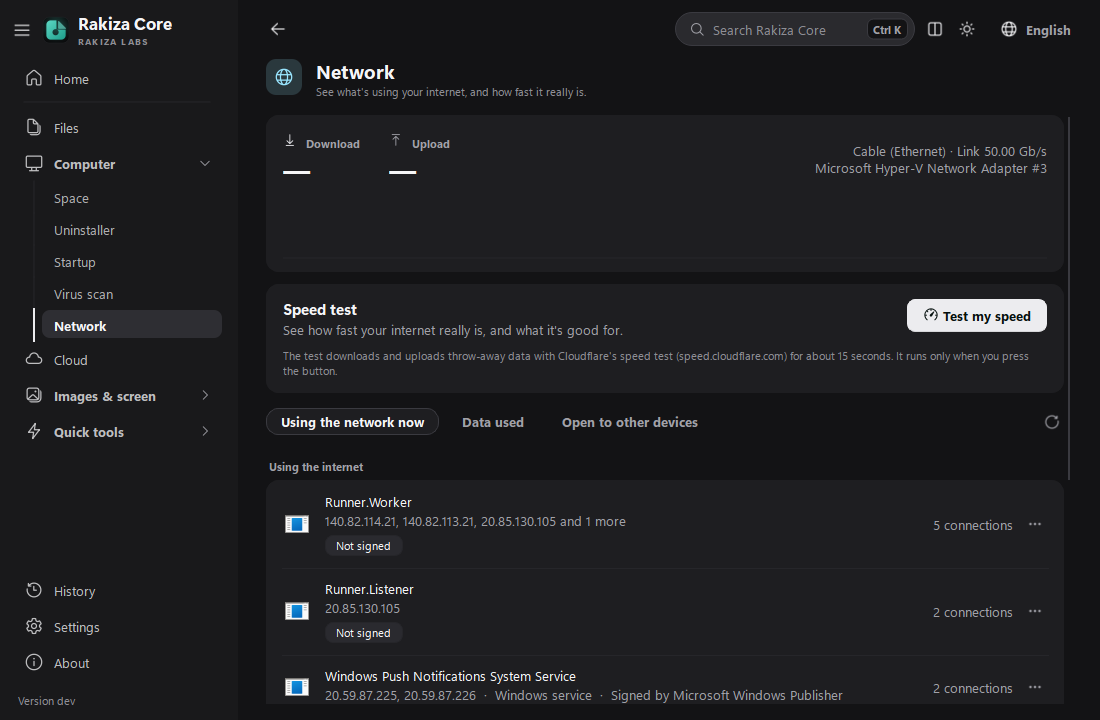 Rakiza Core
RAKIZA LABS
Home
Files
Computer
Space
Uninstaller
Startup
Virus scan
Network
Cloud
Images & screen
Quick tools
History
Settings
About
Version dev
Search Rakiza Core
Ctrl K
English
Network
See what's using your internet, and how fast it really is.
Download
Upload
Cable (Ethernet) · Link 50.00 Gb/s
Microsoft Hyper-V Network Adapter #3
Speed test
See how fast your internet really is, and what it's good for.
Test my speed
The test downloads and uploads throw-away data with Cloudflare's speed test (speed.cloudflare.com) for about 15 seconds. It runs only when you press
the button.
Using the network now
Data used
Open to other devices
Using the internet
Runner.Worker
140.82.114.21, 140.82.113.21, 20.85.130.105 and 1 more
Not signed
5 connections
Runner.Listener
20.85.130.105
Not signed
2 connections
Windows Push Notifications System Service
20.59.87.225, 20.59.87.226 · Windows service · Signed by Microsoft Windows Publisher
2 connections